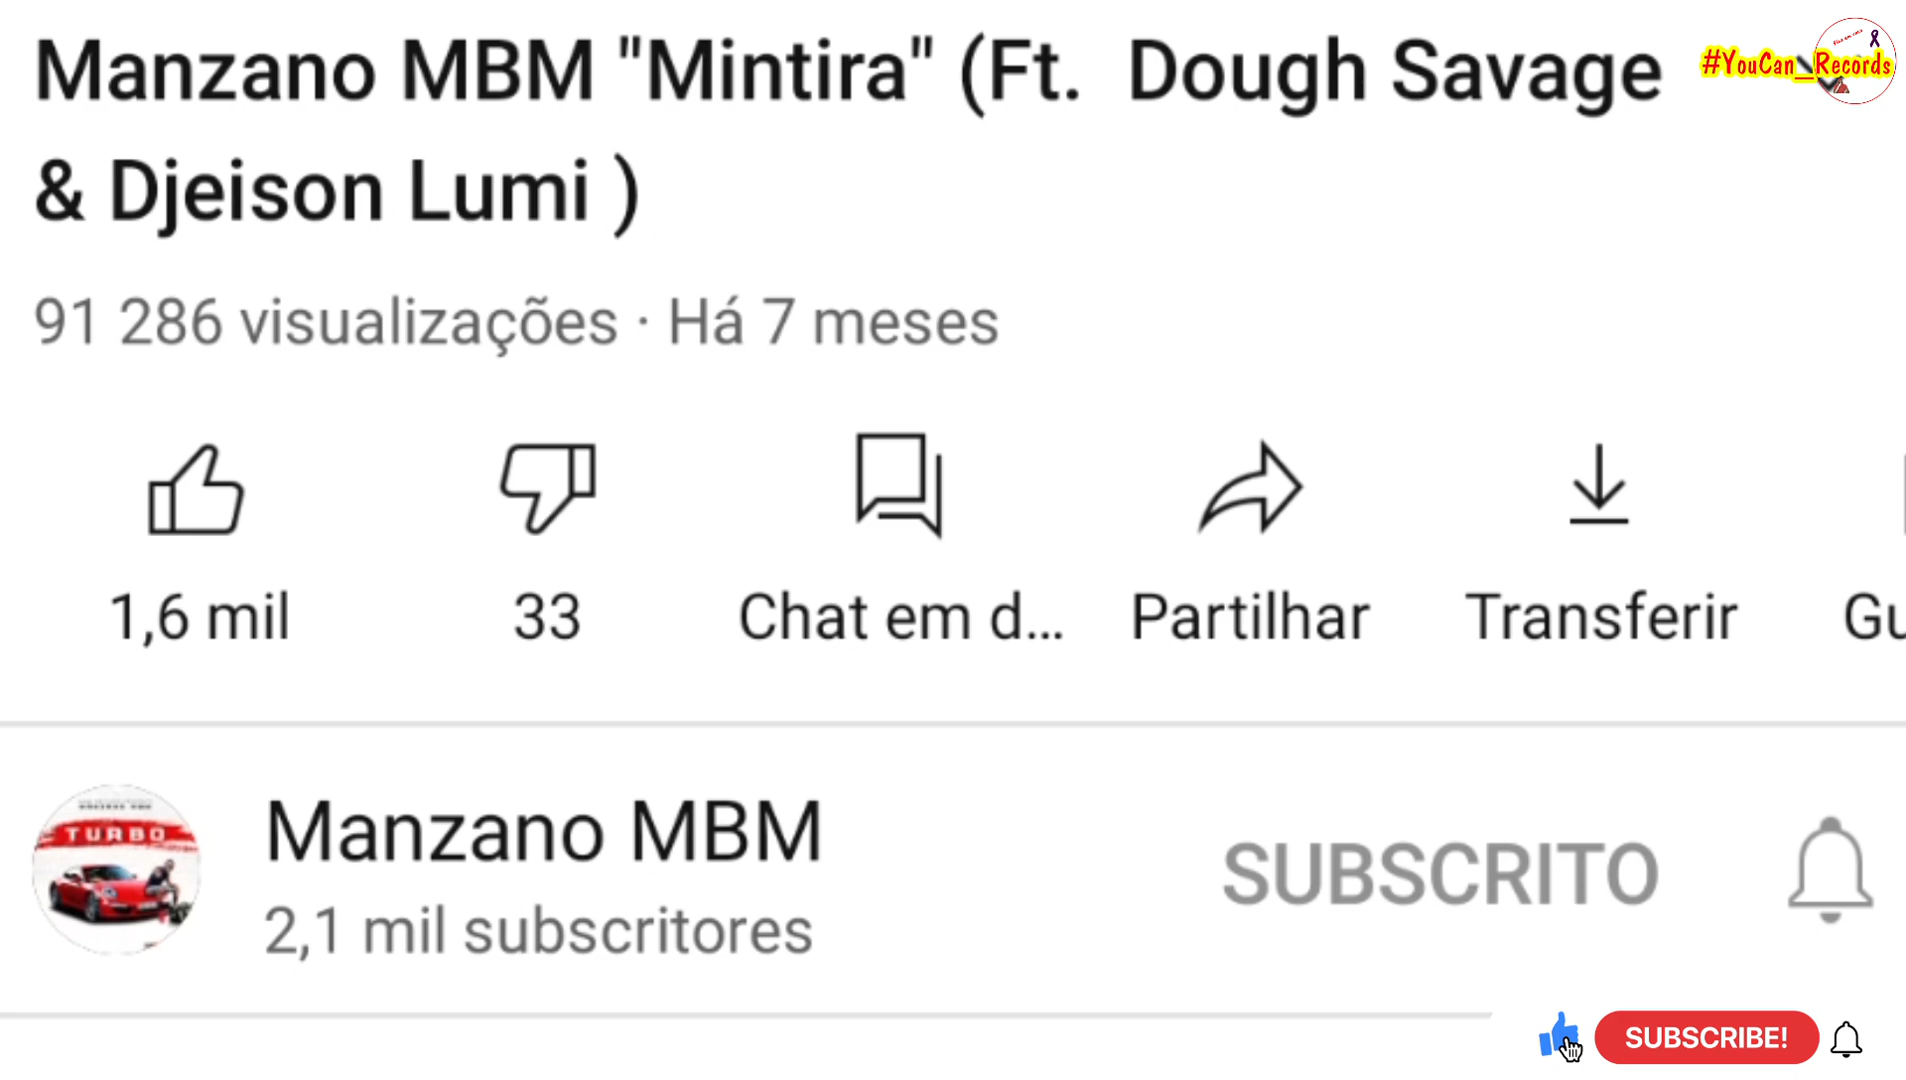 Manzano MBM "Mintira" (Ft. Dough Savage
& Djeison Lumi )
#YouCan_Records
91 286 visualizações · Há 7 meses
1,6 mil
33
Chat em d...
Partilhar
Transferir
Gu
TURBO
Manzano MBM
2,1 mil subscritores
SUBSCRITO
SUBSCRIBE!